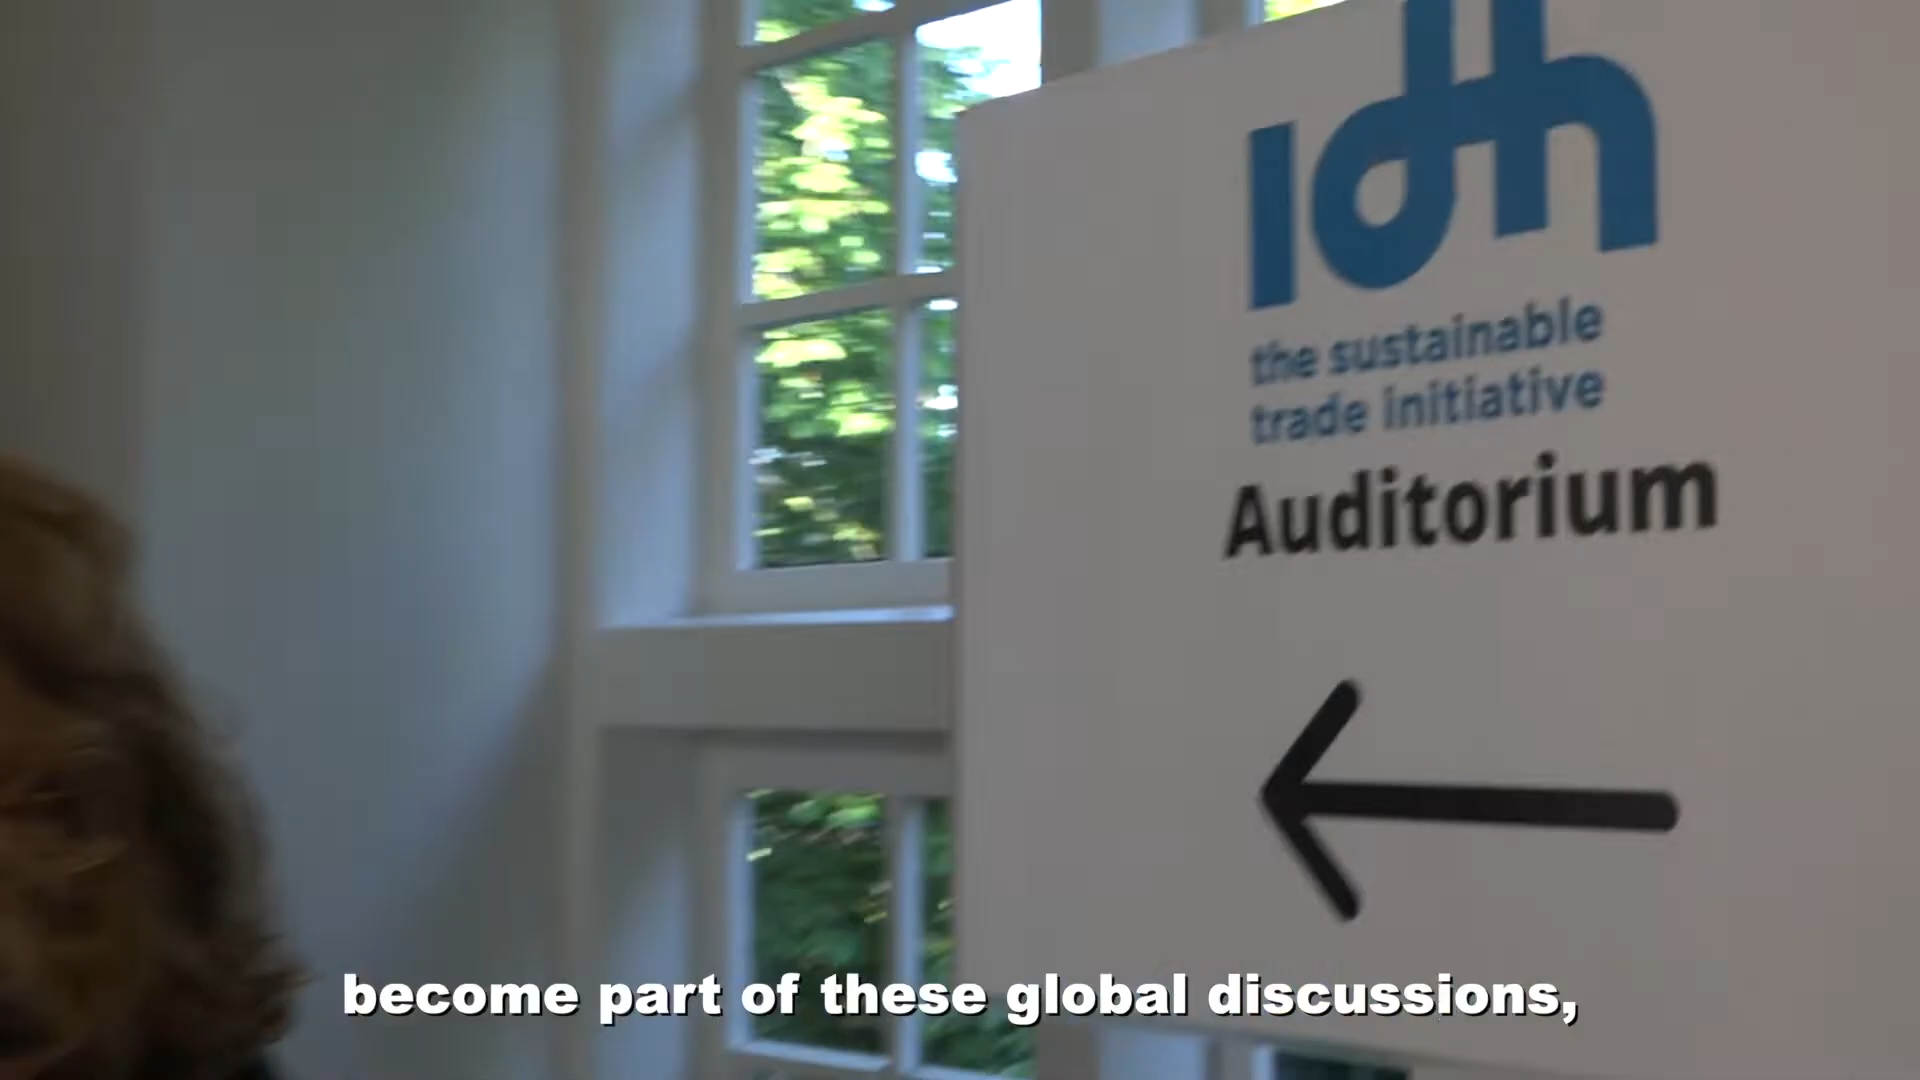 idh
the sustainable
trade initiative
Auditorium
become part of these global discussions,